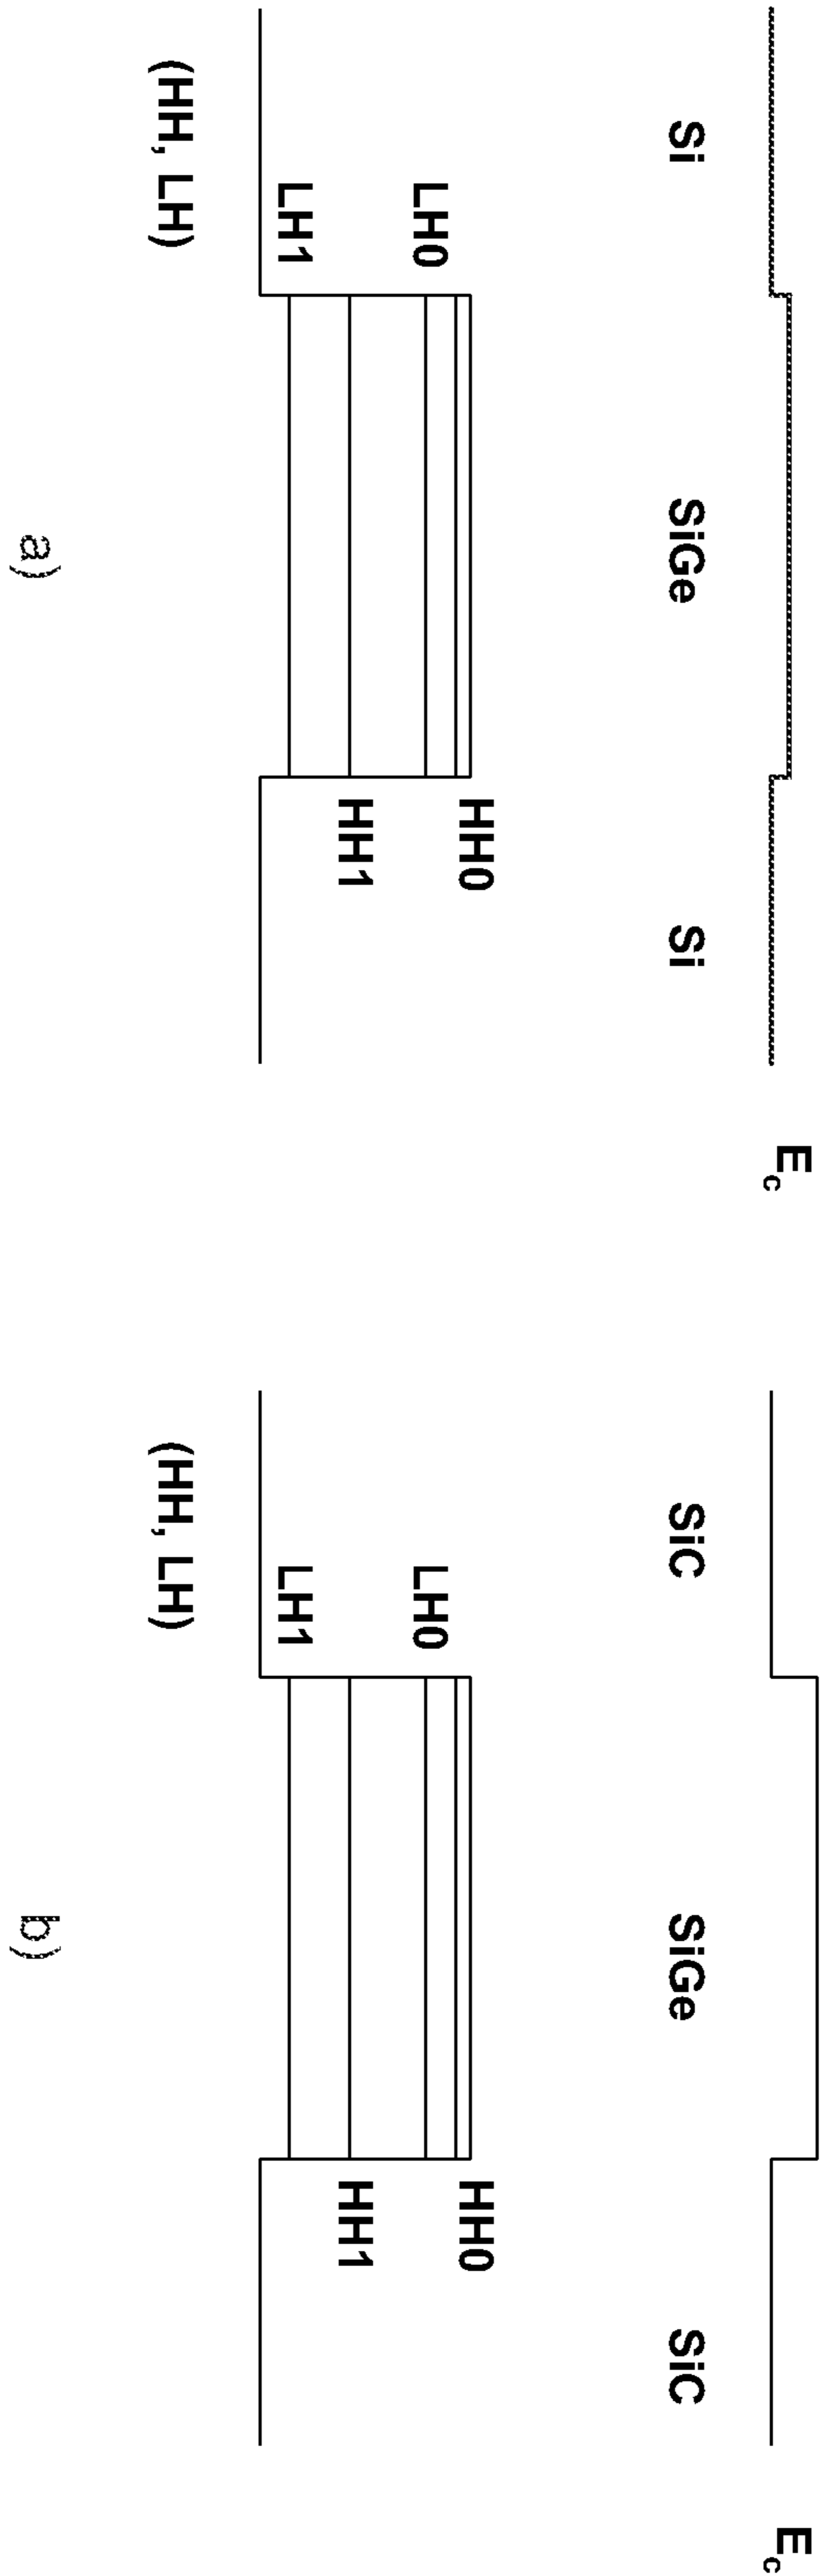 Si
SiGe
Si
E_c
LH0
HH0
LH1
HH1
(HH, LH)
a)
SiC
SiGe
SiC
E_c
LH0
HH0
LH1
HH1
(HH, LH)
b)